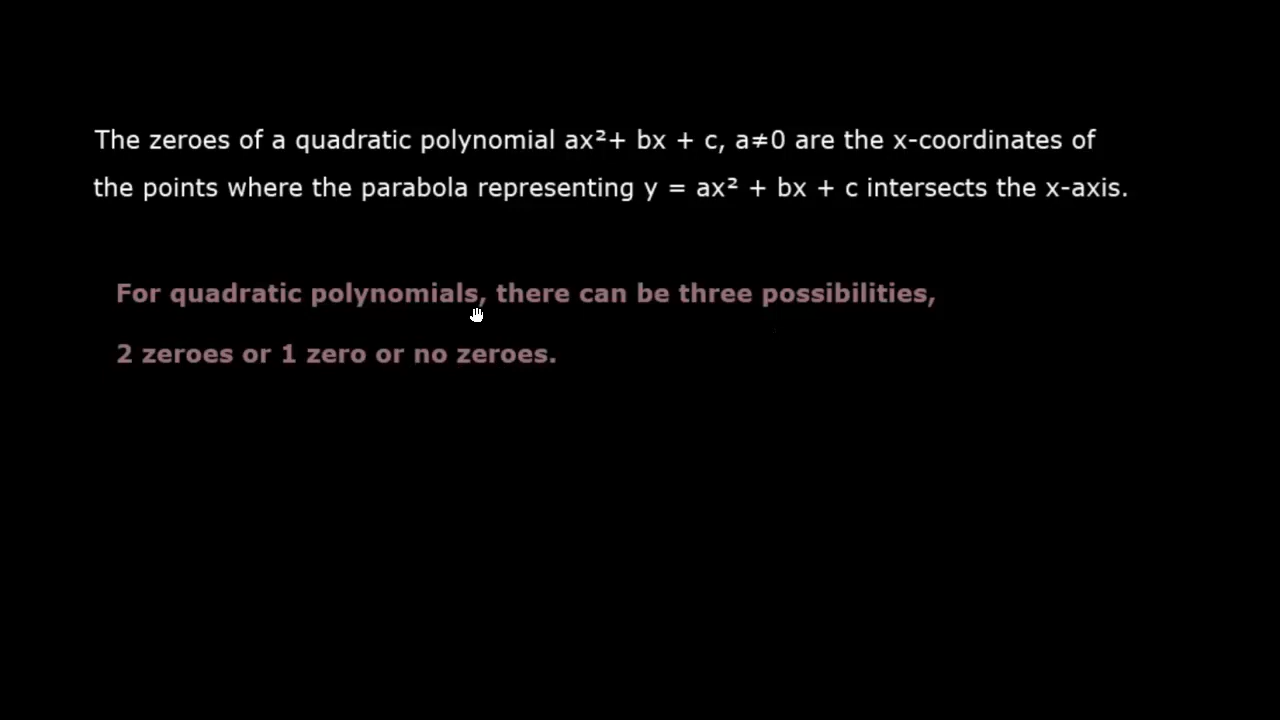 The zeroes of a quadratic polynomial ax²+ bx + c, a≠0 are the x-coordinates of
the points where the parabola representing y = ax² + bx + c intersects the x-axis.
For quadratic polynomials, there can be three possibilities,
2 zeroes or 1 zero or no zeroes.